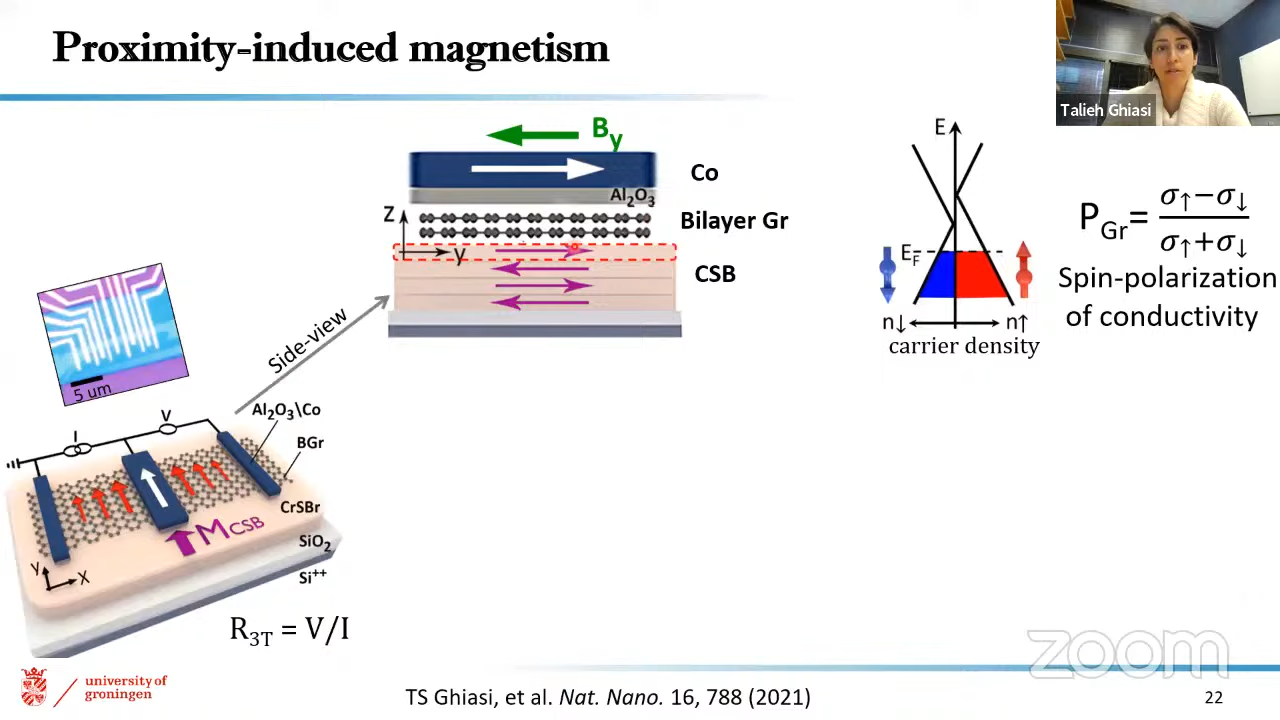 Proximity-induced magnetism
Talieh Ghiasi
B_y
Co
Al₂O₃
Bilayer Gr
Z
y
CSB
E
E_F
n↓
n↑
carrier density
P_Gr = (σ↑−σ↓)/(σ↑+σ↓)
Spin-polarization
of conductivity
5 um
Side-view
I
V
Al₂O₃\Co
BGr
CrSBr
M_CSB
SiO₂
Si⁺⁺
Y
X
R₃T = V/I
zoom
university of
groningen
TS Ghiasi, et al. Nat. Nano. 16, 788 (2021)
22